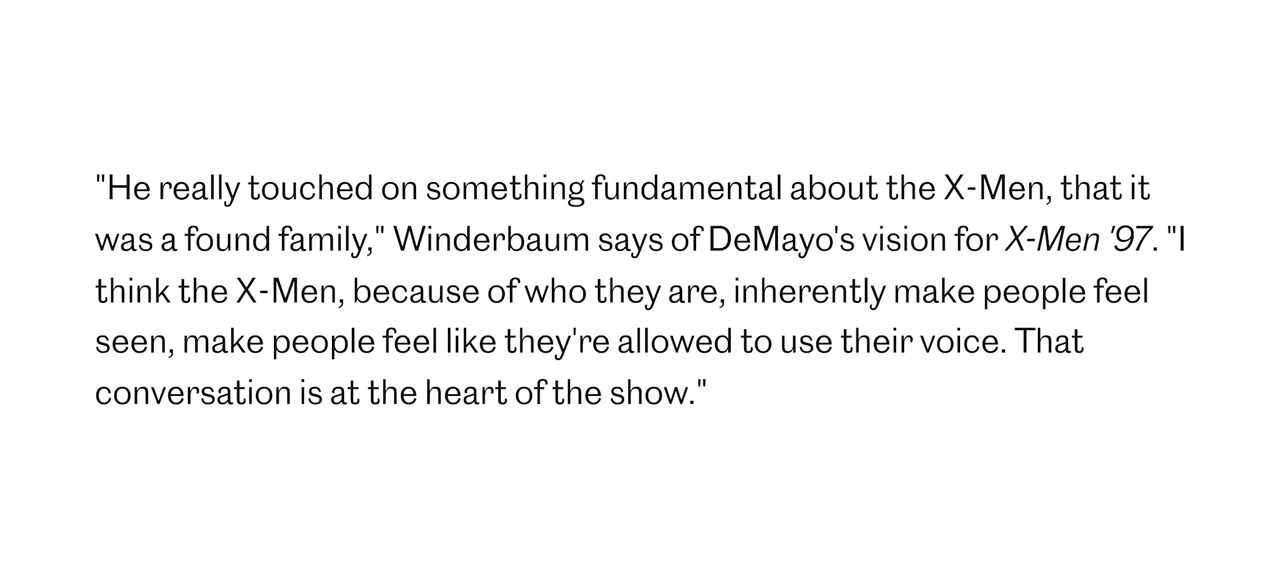 "He really touched on something fundamental about the X-Men, that it
was a found family," Winderbaum says of DeMayo's vision for X-Men '97. "I
think the X-Men, because of who they are, inherently make people feel
seen, make people feel like they're allowed to use their voice. That
conversation is at the heart of the show."